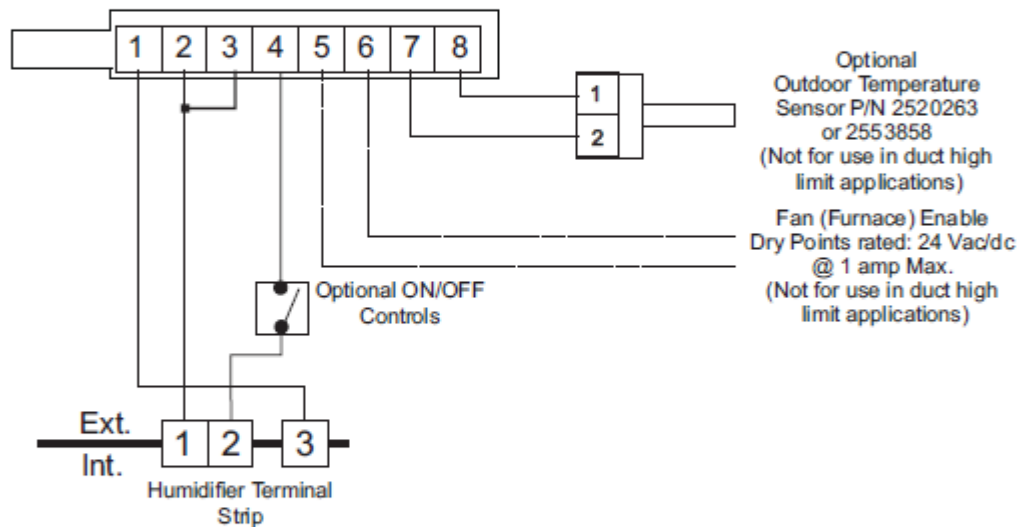 1 2 3 4 5 6 7 8
1
2
Optional
Outdoor Temperature
Sensor P/N 2520263
or 2553858
(Not for use in duct high
limit applications)
Fan (Furnace) Enable
Dry Points rated: 24 Vac/dc
@ 1 amp Max.
(Not for use in duct high
limit applications)
Optional ON/OFF
Controls
Ext.
Int.
1 2 3
Humidifier Terminal
Strip